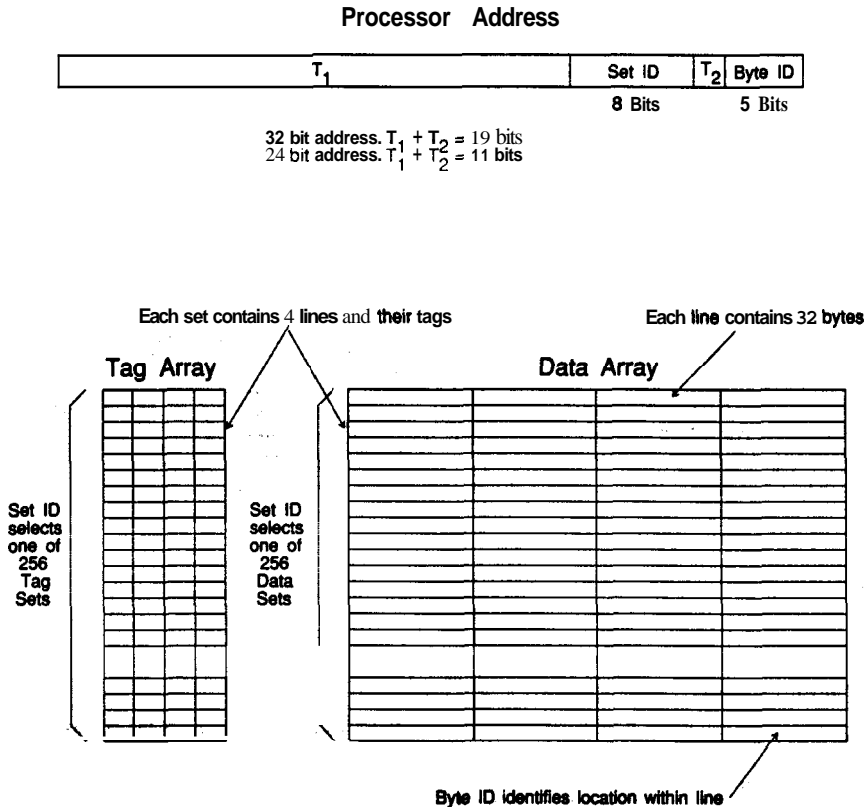 Processor Address
T1 Set ID T2 Byte ID
8 Bits 5 Bits
32 bit address. T1 + T2 = 19 bits
24 bit address. T1 + T2 = 11 bits
Each set contains 4 lines and their tags
Each line contains 32 bytes
Tag Array
Data Array
Set ID
selects
one of
256
Tag
Sets
Set ID
selects
one of
256
Data
Sets
Byte ID identifies location within line